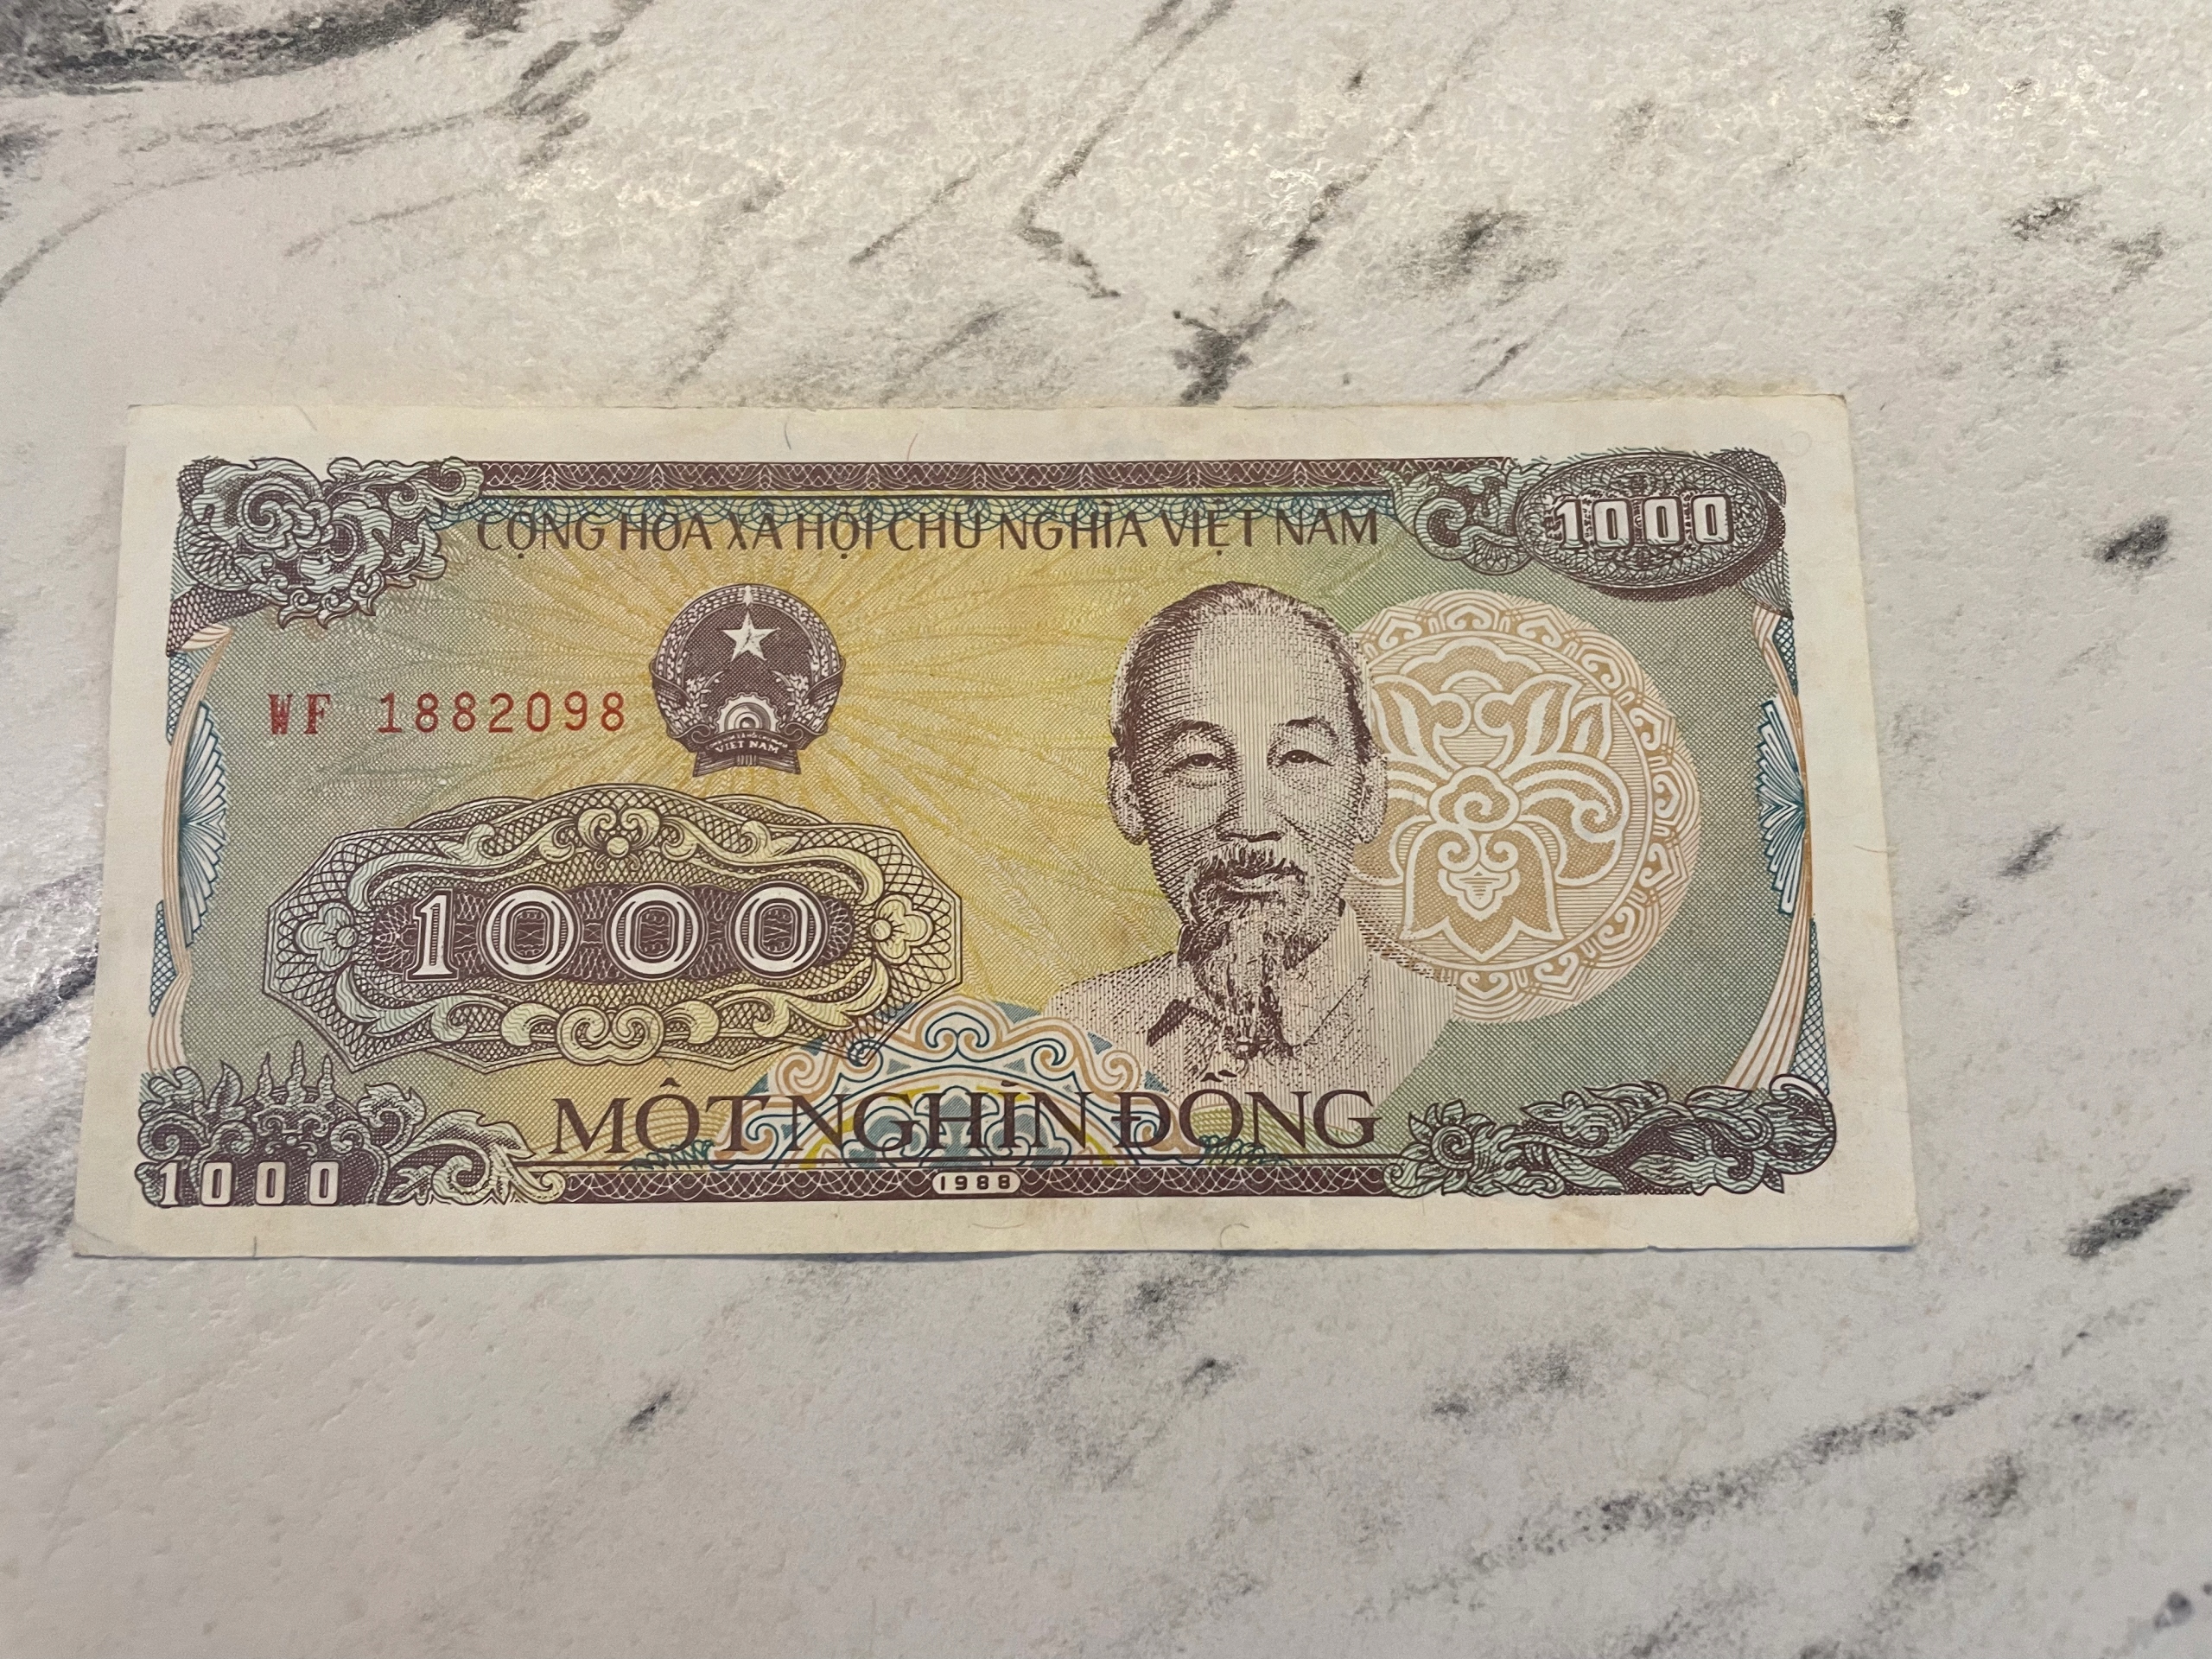 CỘNG HÒA XÃ HỘI CHỦ NGHĨA VIỆT NAM
1000
WF 1882098
VIỆT NAM
1000
MỘT NGHÌN ĐỒNG
1000
1988